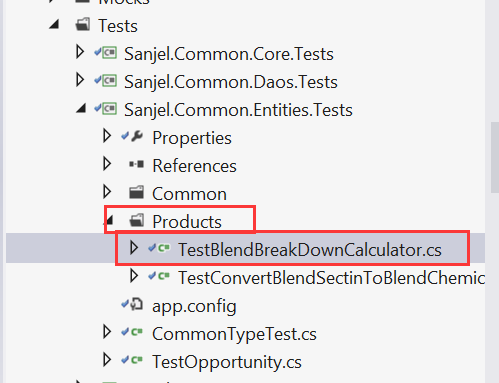 Tests
Sanjel.Common.Core.Tests
Sanjel.Common.Daos.Tests
Sanjel.Common.Entities.Tests
Properties
References
Common
Products
TestBlendBreakDownCalculator.cs
TestConvertBlendSectinToBlendChemic
app.config
CommonTypeTest.cs
TestOpportunity.cs